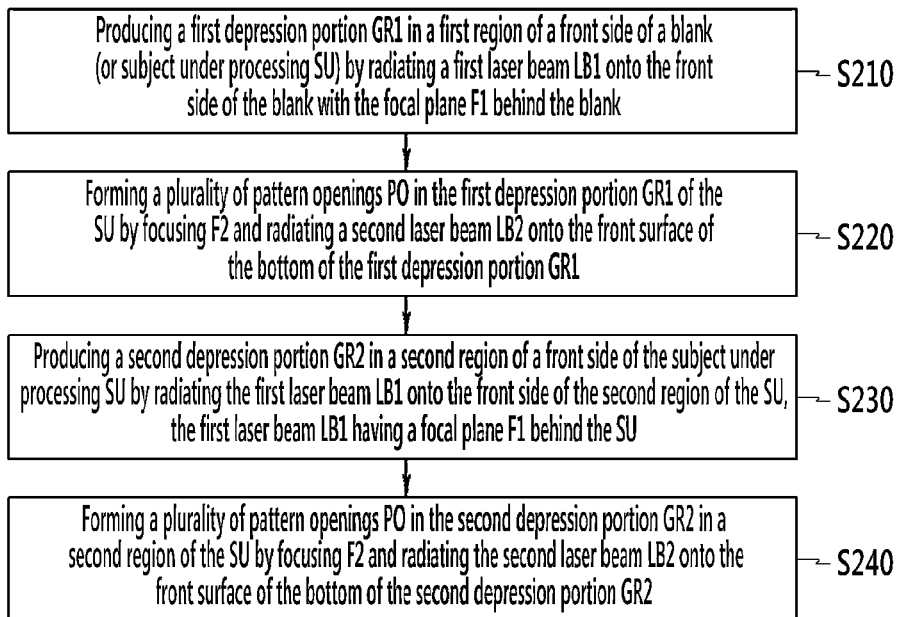 Producing a first depression portion GR1 in a first region of a front side of a blank
(or subject under processing SU) by radiating a first laser beam LB1 onto the front
side of the blank with the focal plane F1 behind the blank
S210
Forming a plurality of pattern openings PO in the first depression portion GR1 of the
SU by focusing F2 and radiating a second laser beam LB2 onto the front surface of
the bottom of the first depression portion GR1
S220
Producing a second depression portion GR2 in a second region of a front side of the subject under
processing SU by radiating the first laser beam LB1 onto the front side of the second region of the SU,
the first laser beam LB1 having a focal plane F1 behind the SU
S230
Forming a plurality of pattern openings PO in the second depression portion GR2 in a
second region of the SU by focusing F2 and radiating the second laser beam LB2 onto the
front surface of the bottom of the second depression portion GR2
S240